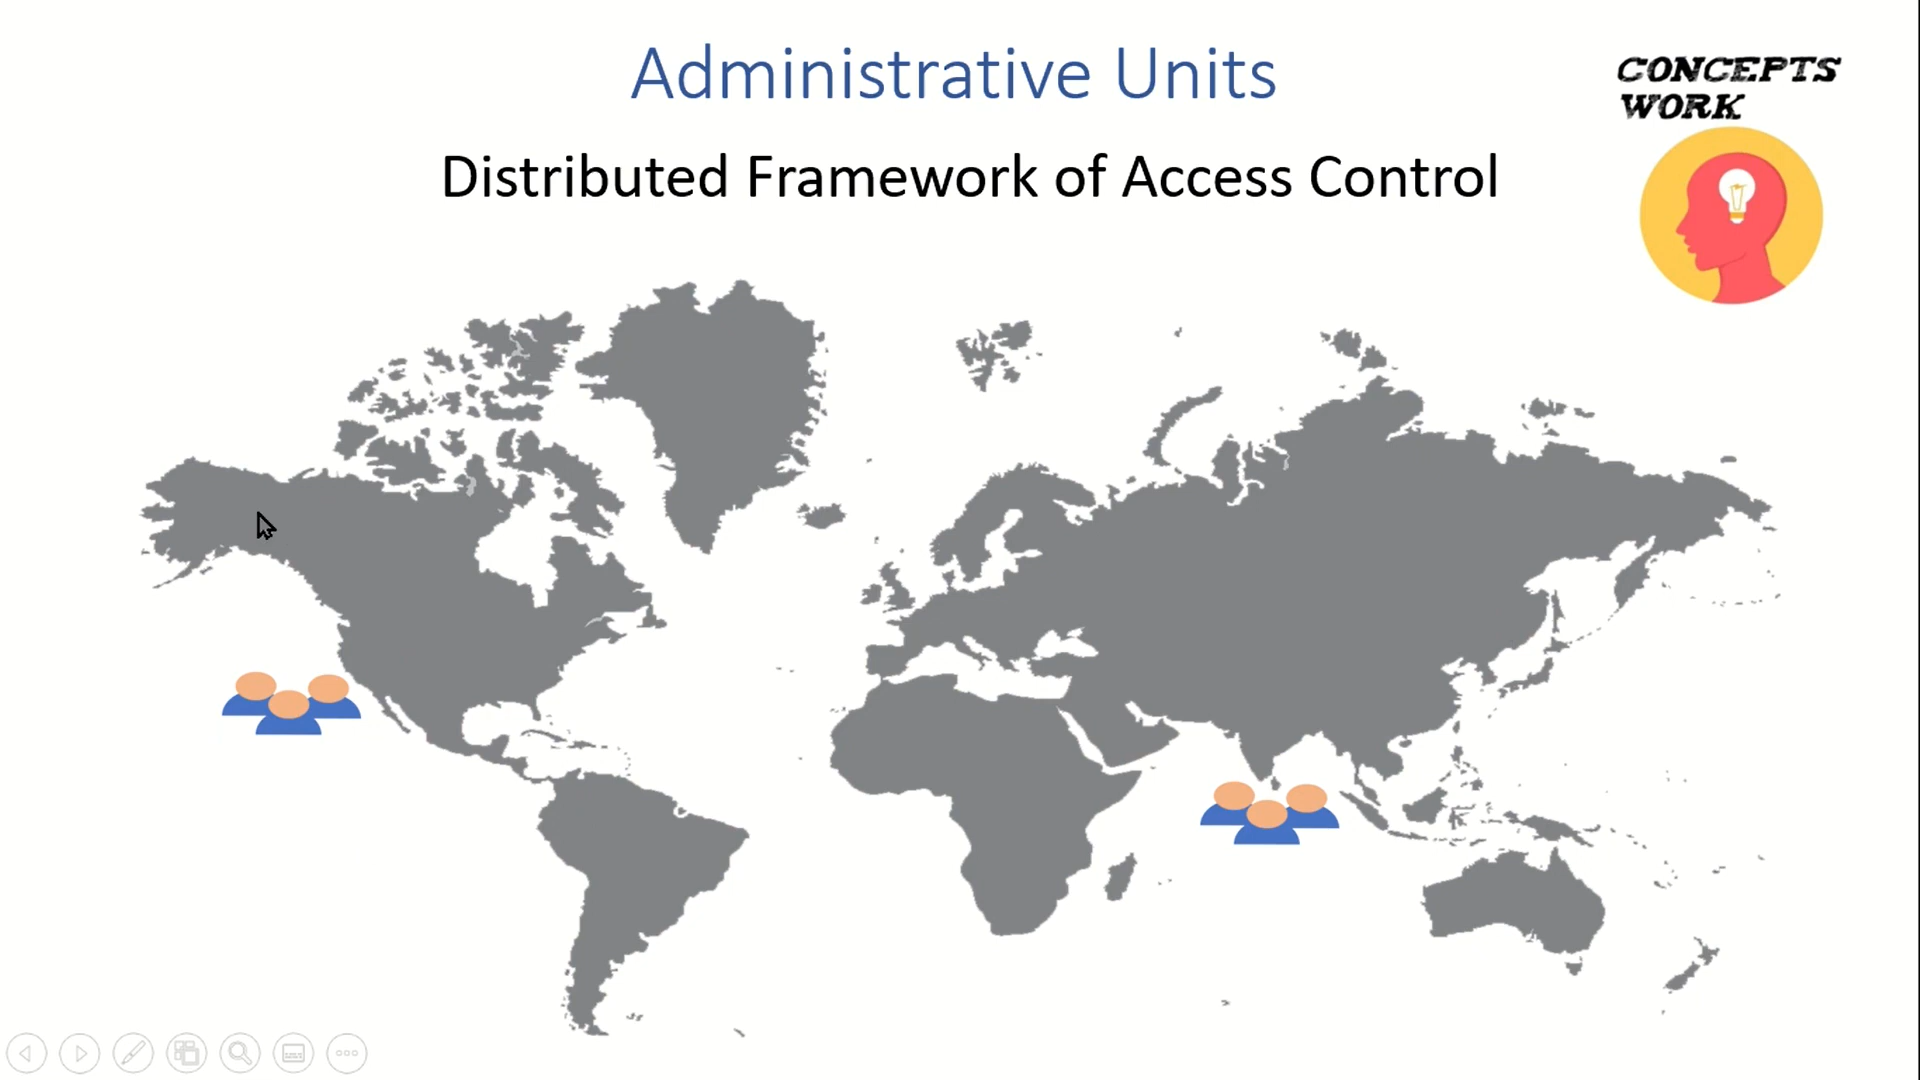 Administrative Units
CONCEPTS
WORK
Distributed Framework of Access Control